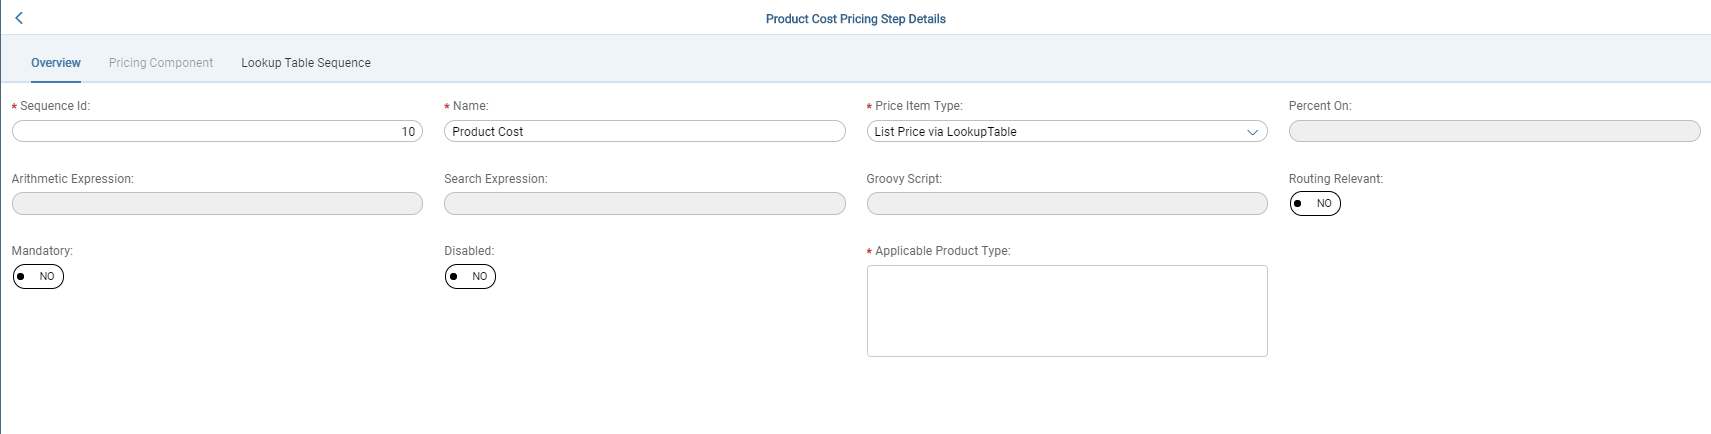 Product Cost Pricing Step Details
Overview Pricing Component Lookup Table Sequence
* Sequence Id: * Name: * Price Item Type: Percent On:
10 Product Cost List Price via LookupTable
Arithmetic Expression: Search Expression: Groovy Script: Routing Relevant:
NO
Mandatory: Disabled: * Applicable Product Type:
NO NO